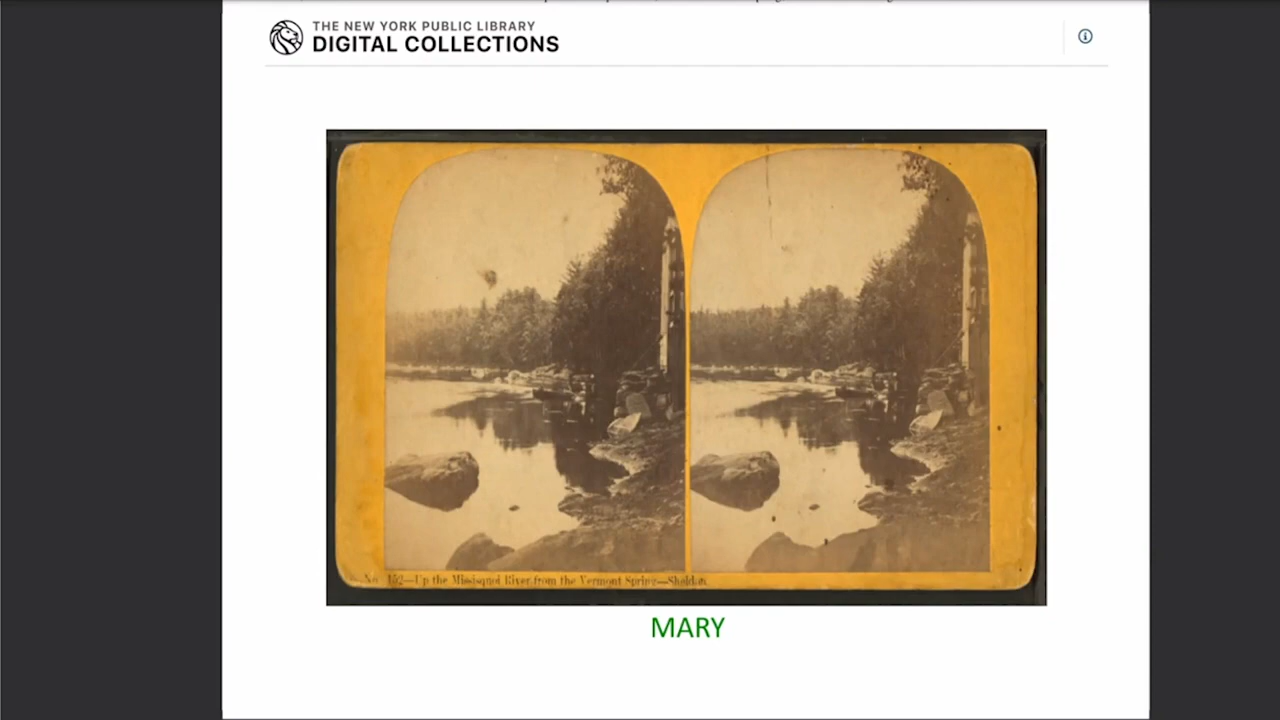 THE NEW YORK PUBLIC LIBRARY
DIGITAL COLLECTIONS
No. 152—Up the Missisquoi River from the Vermont Spring—Sheldon.
MARY